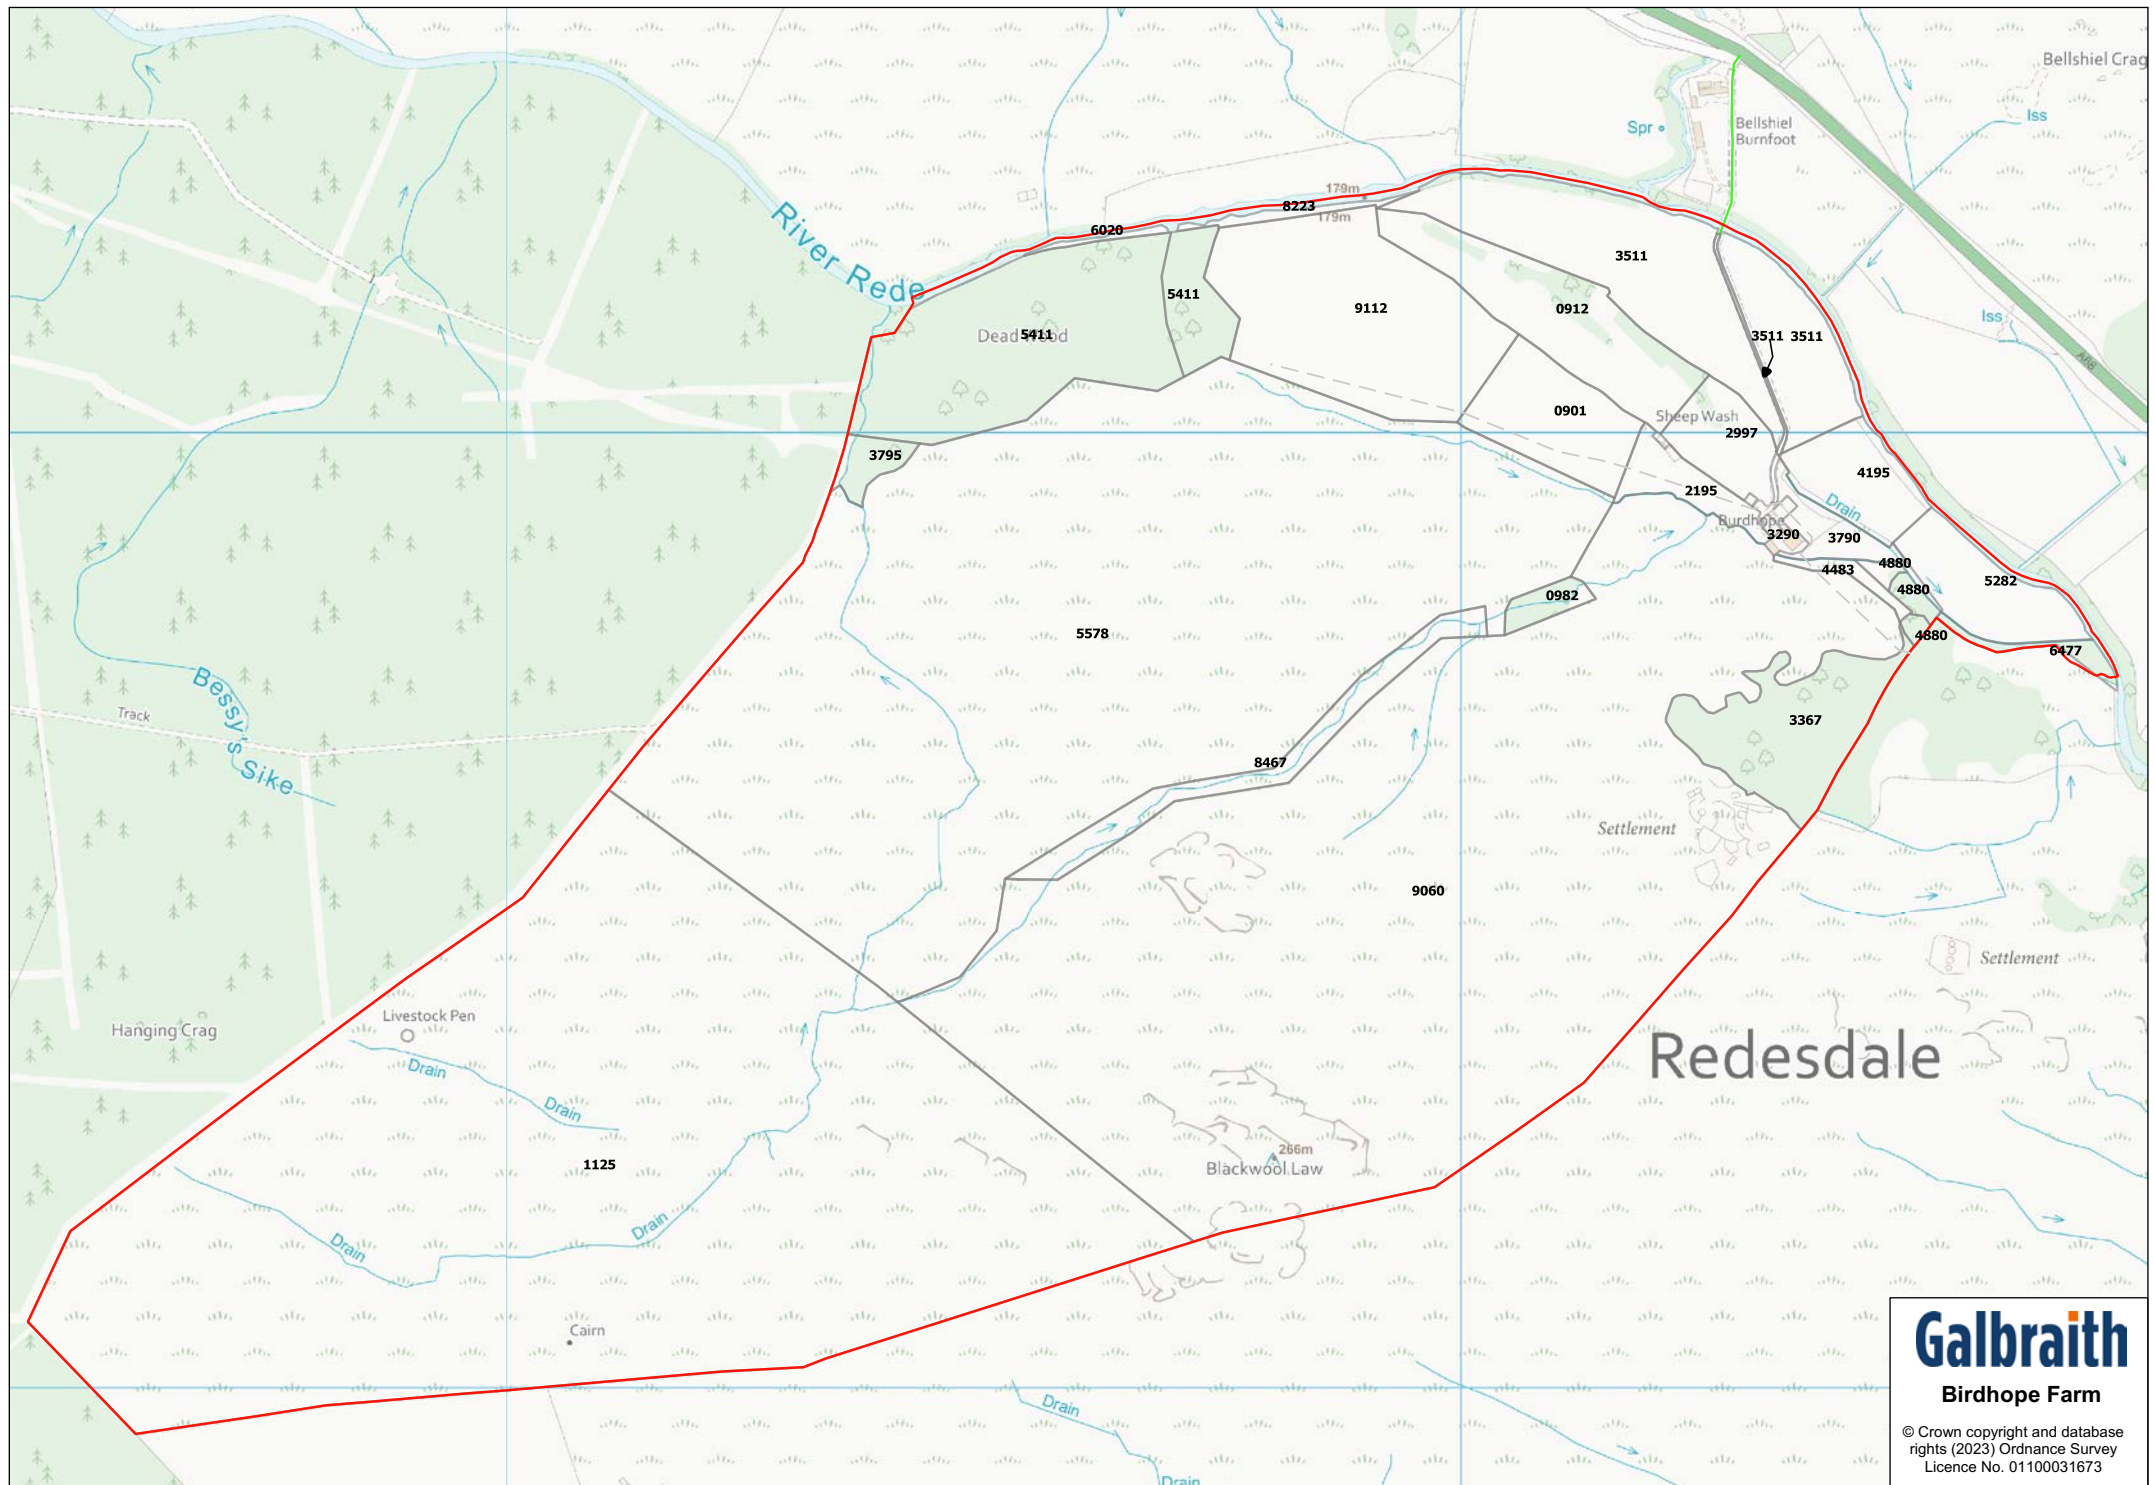 Bellshiel Crag
Iss
Spr
Bellshiel
Burnfoot
179m
8223
179m
6020
River Rede
3511
5411
9112
0912
Iss
Dead Wood
5411
3511 3511
A68
0901
Sheep Wash
2997
3795
4195
2195
Drain
Burdhope
3290
3790
4880
4483
5282
0982
4880
5578
4880
6477
Bessy's Sike
Track
3367
8467
Settlement
9060
Settlement
Livestock Pen
Hanging Crag
Redesdale
Drain
Drain
266m
Blackwool Law
1125
Drain
Drain
Cairn
Drain
Drain
Galbraith
Birdhope Farm
© Crown copyright and database
rights (2023) Ordnance Survey
Licence No. 01100031673